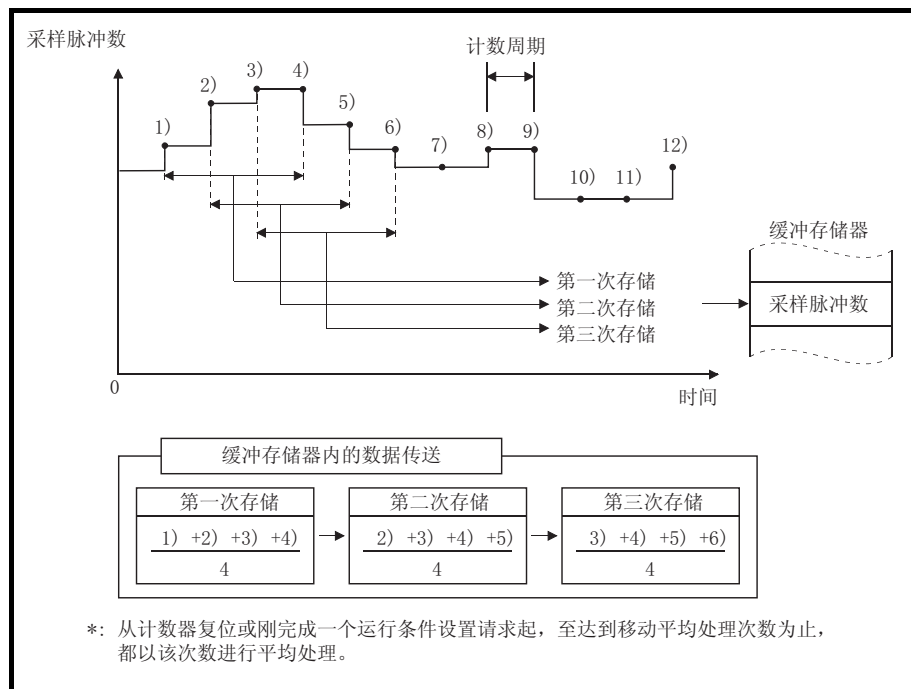 采样脉冲数
计数周期
1)
2)
3)
4)
5)
6)
7)
8)
9)
10)
11)
12)
缓冲存储器
采样脉冲数
第一次存储
第二次存储
第三次存储
0
时间
缓冲存储器内的数据传送
第一次存储
1) +2) +3) +4)
4
第二次存储
2) +3) +4) +5)
4
第三次存储
3) +4) +5) +6)
4
*: 从计数器复位或刚完成一个运行条件设置请求起，至达到移动平均处理次数为止，
都以该次数进行平均处理。